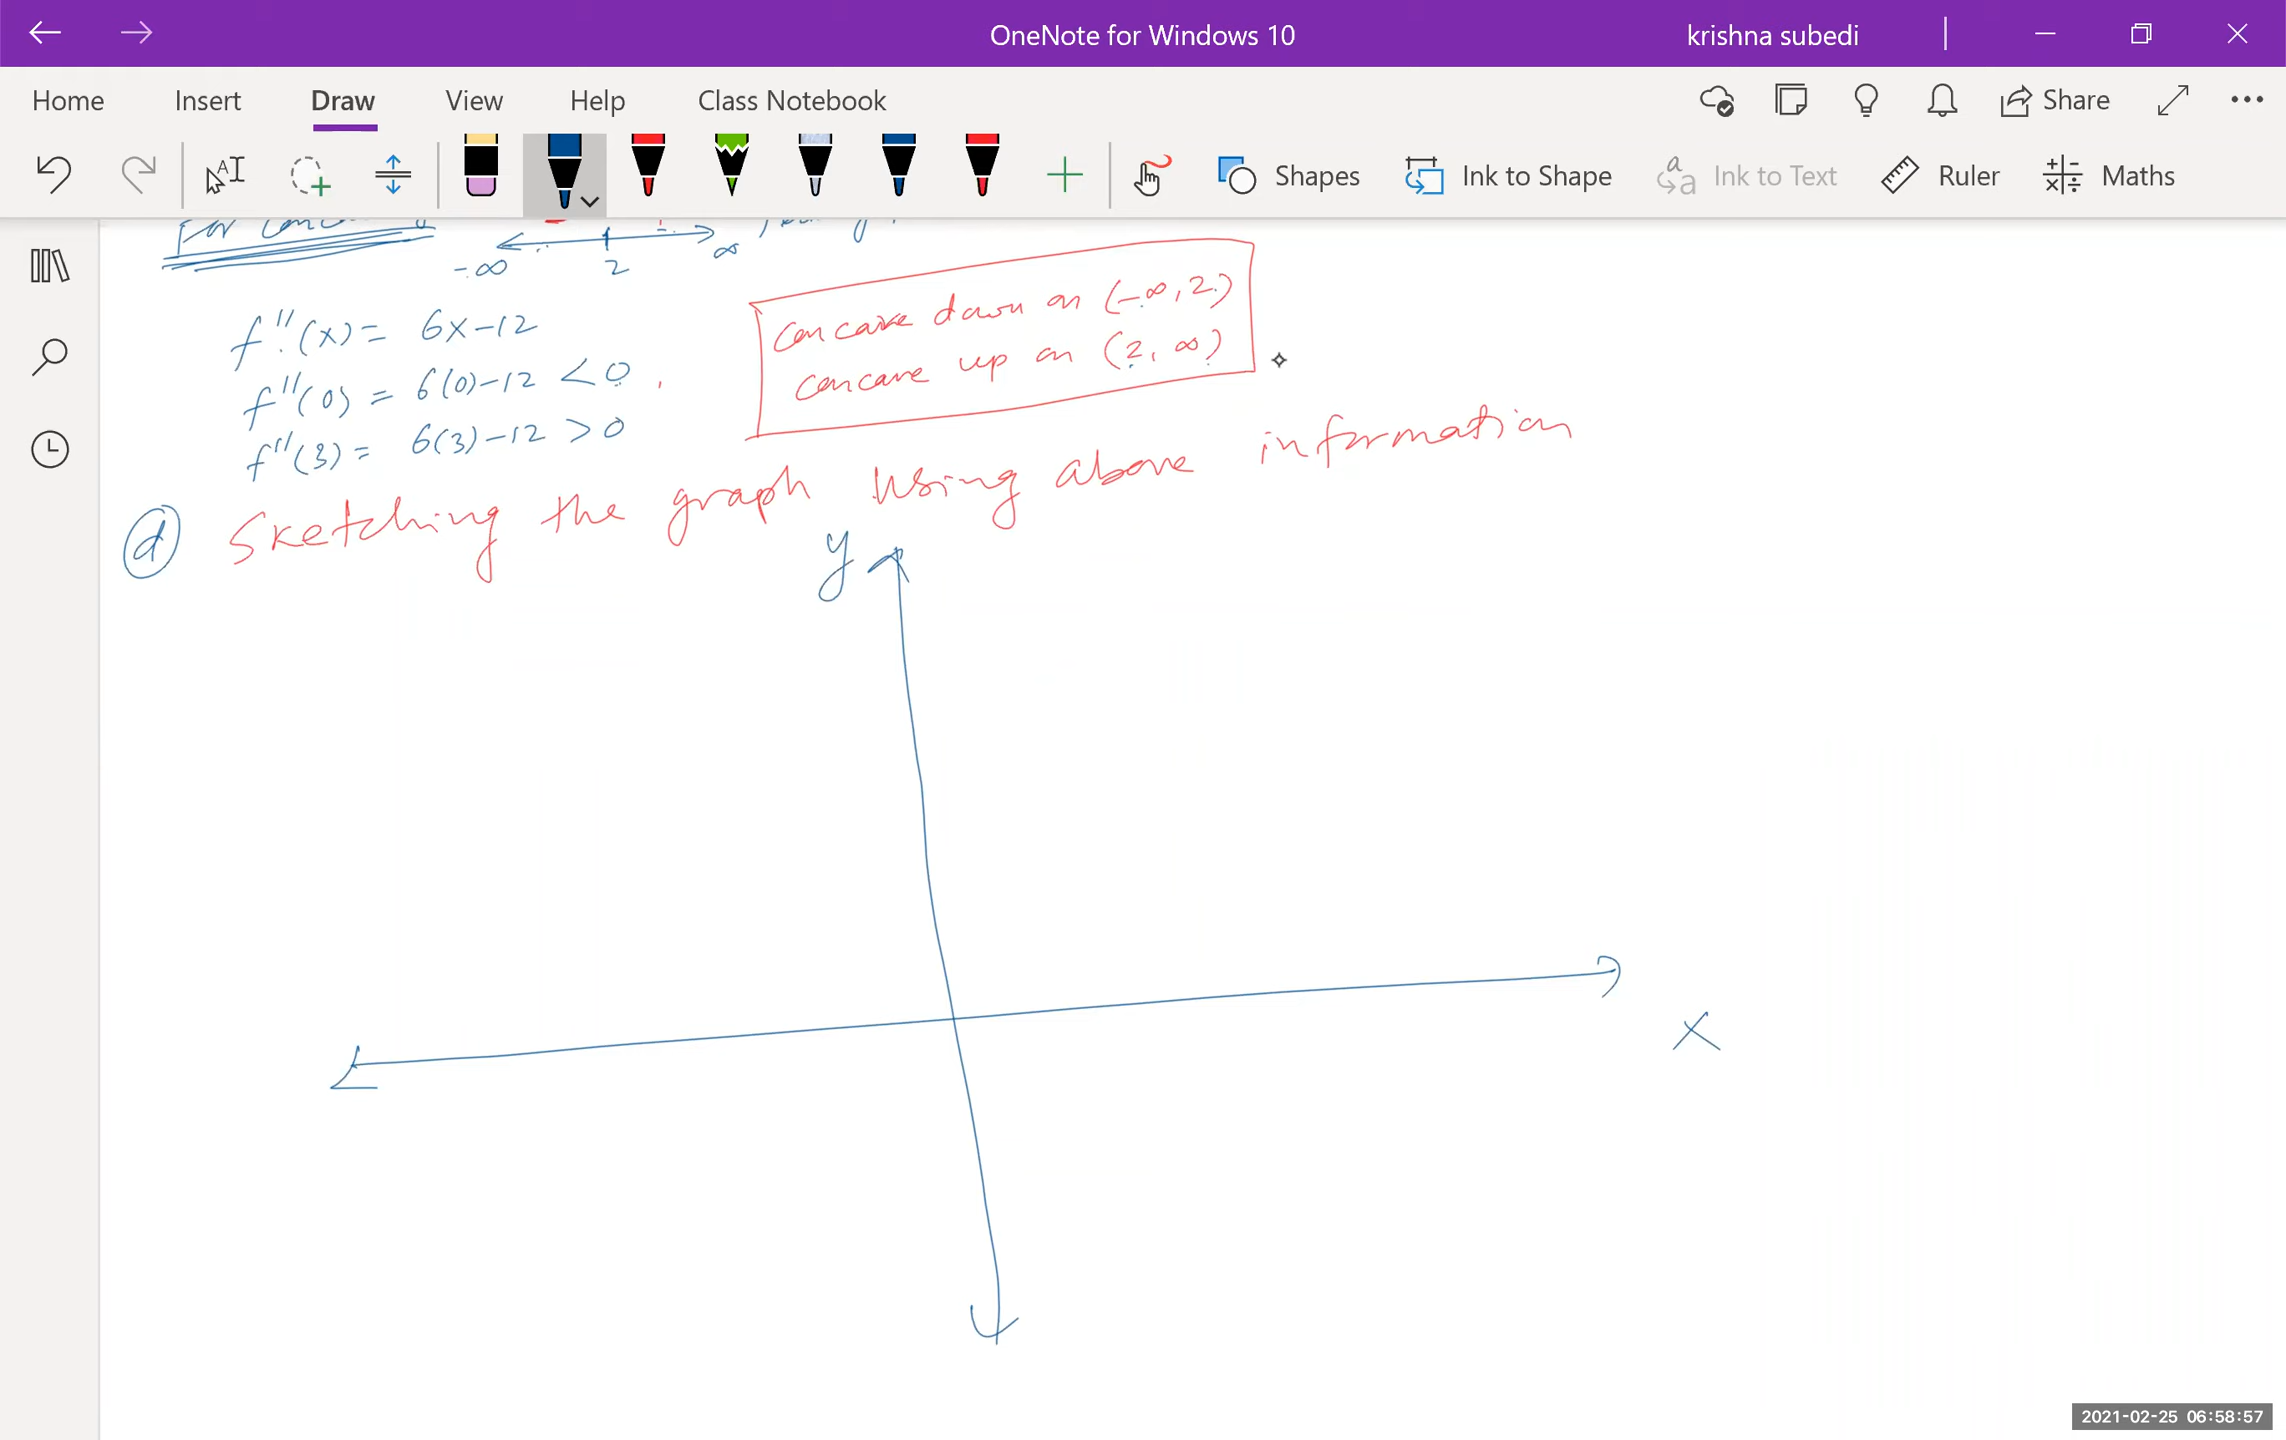 OneNote for Windows 10
krishna subedi
Home Insert Draw View Help Class Notebook
Share
Shapes Ink to Shape Ink to Text Ruler Maths
For
-∞ 2 ∞
f''(x) = 6x-12
f''(0) = 6(0)-12 <0
f''(3) = 6(3)-12 >0
Concave down on (-∞, 2)
Concave up on (2, ∞)
d Sketching the graph Using above information
y
x
2021-02-25 06:58:57